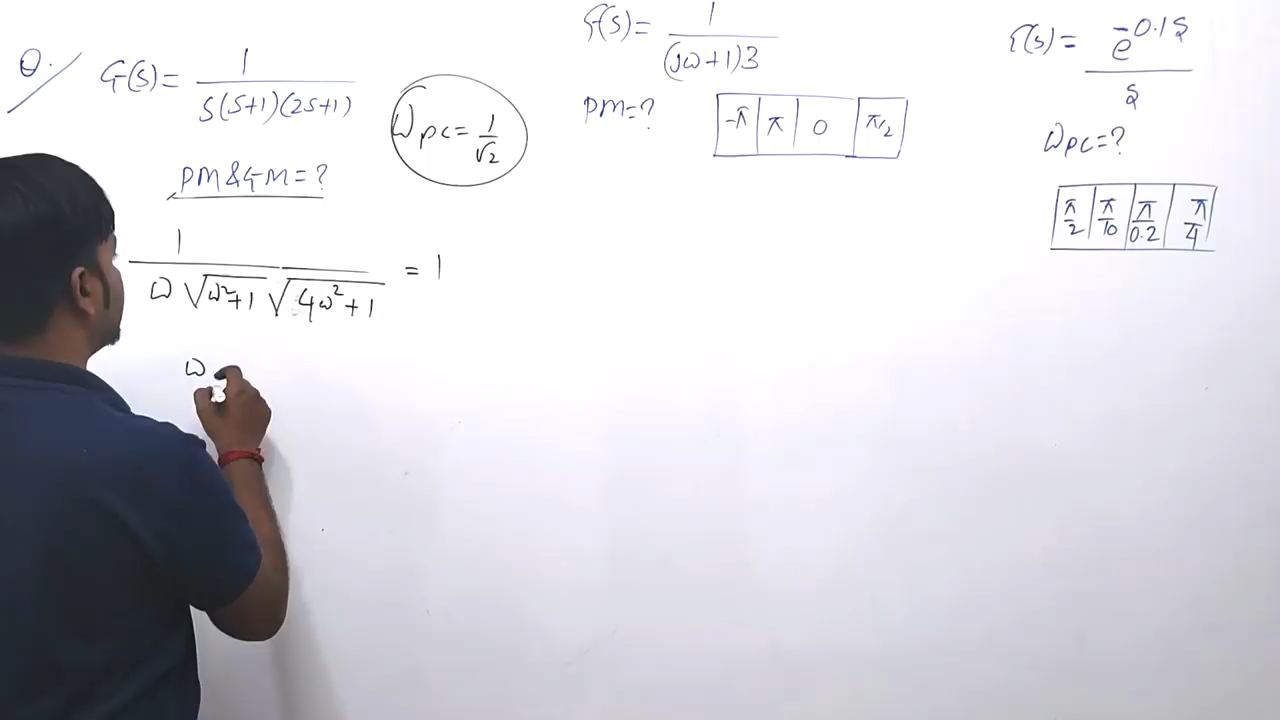 Q. G(s) = 1 / S(S+1)(2S+1)
PM & GM = ?
ωpc = 1/√2
1 / ω √ω²+1 √4ω²+1 = 1
ω
G(s) = 1 / (jω+1)3
PM = ?
-π | π | 0 | π/2
G(s) = e^-0.1s / s
ωpc = ?
π/2 | π/10 | π/0.2 | π/4